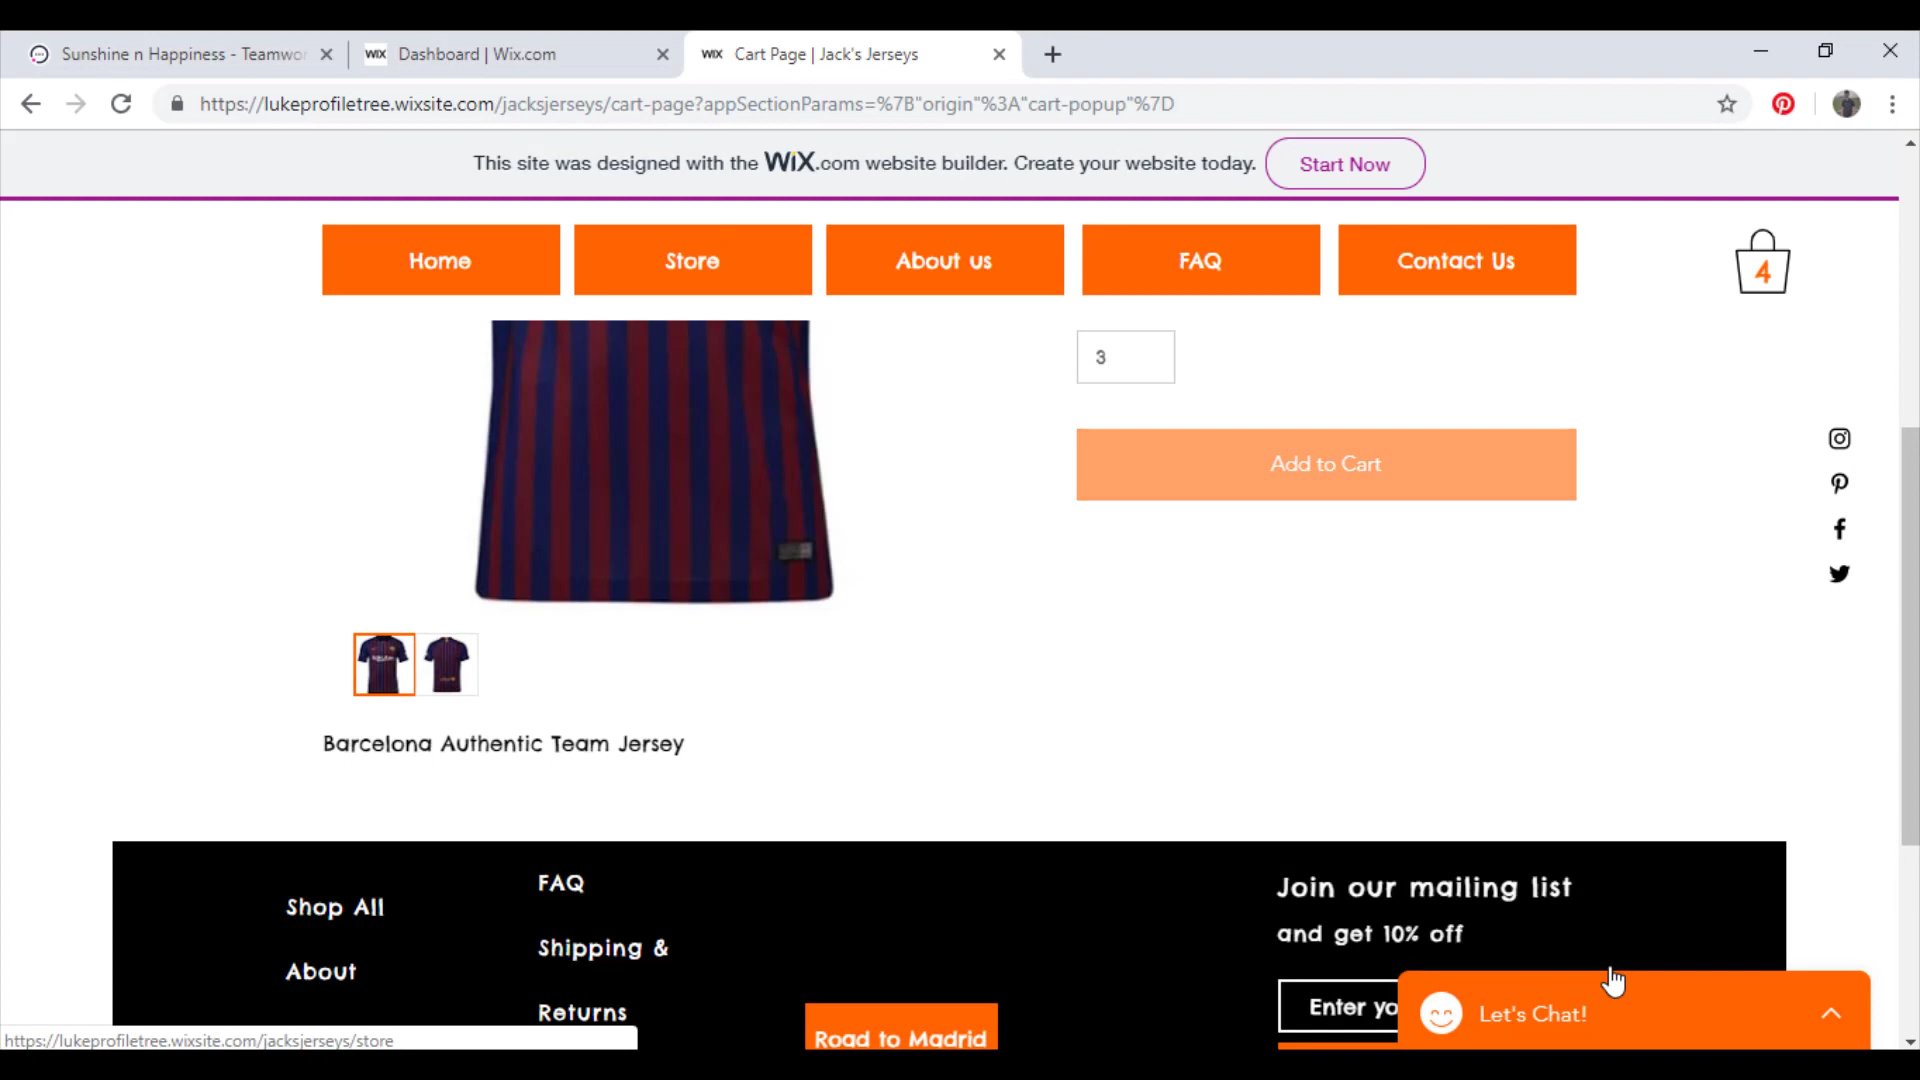 Sunshine n Happiness - Teamwor
WiX Dashboard | Wix.com
WiX Cart Page | Jack's Jerseys
https://lukeprofiletree.wixsite.com/jacksjerseys/cart-page?appSectionParams=%7B"origin"%3A"cart-popup"%7D
This site was designed with the WiX.com website builder. Create your website today.
Start Now
Home
Store
About us
FAQ
Contact Us
4
3
Add to Cart
Barcelona Authentic Team Jersey
Shop All
About
FAQ
Shipping &
Returns
Road to Madrid
Join our mailing list
and get 10% off
Enter yo
Let's Chat!
https://lukeprofiletree.wixsite.com/jacksjerseys/store